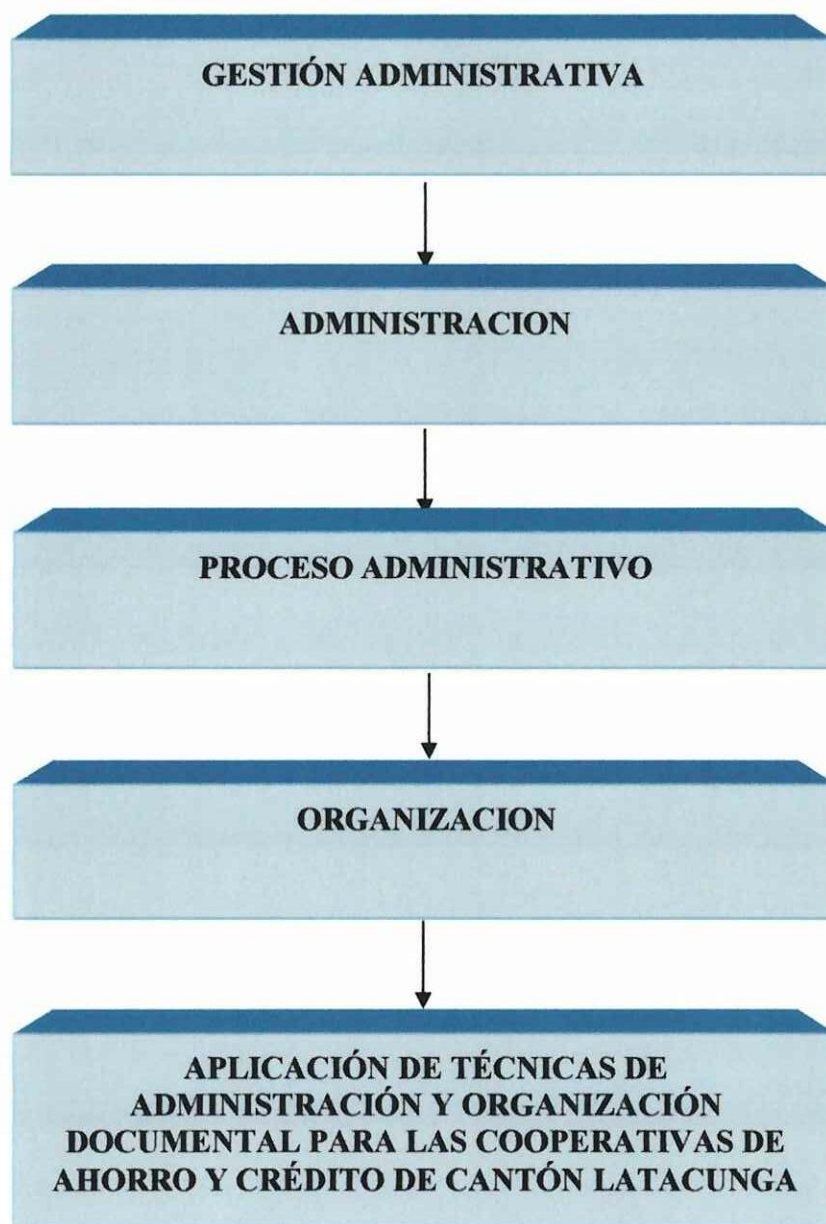 GESTIÓN ADMINISTRATIVA
ADMINISTRACION
PROCESO ADMINISTRATIVO
ORGANIZACION
APLICACIÓN DE TÉCNICAS DE
ADMINISTRACIÓN Y ORGANIZACIÓN
DOCUMENTAL PARA LAS COOPERATIVAS DE
AHORRO Y CRÉDITO DE CANTÓN LATACUNGA